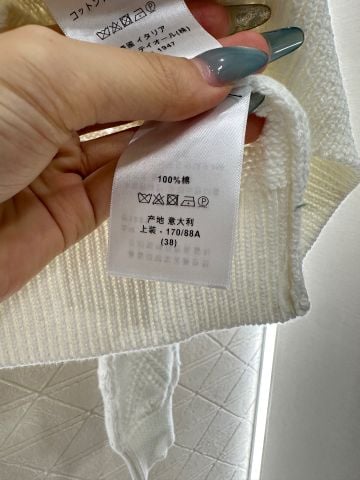 コットン
イタリア
ディオール(株)
1947
100%棉
产地 意大利
上装 - 170/88A
(38)